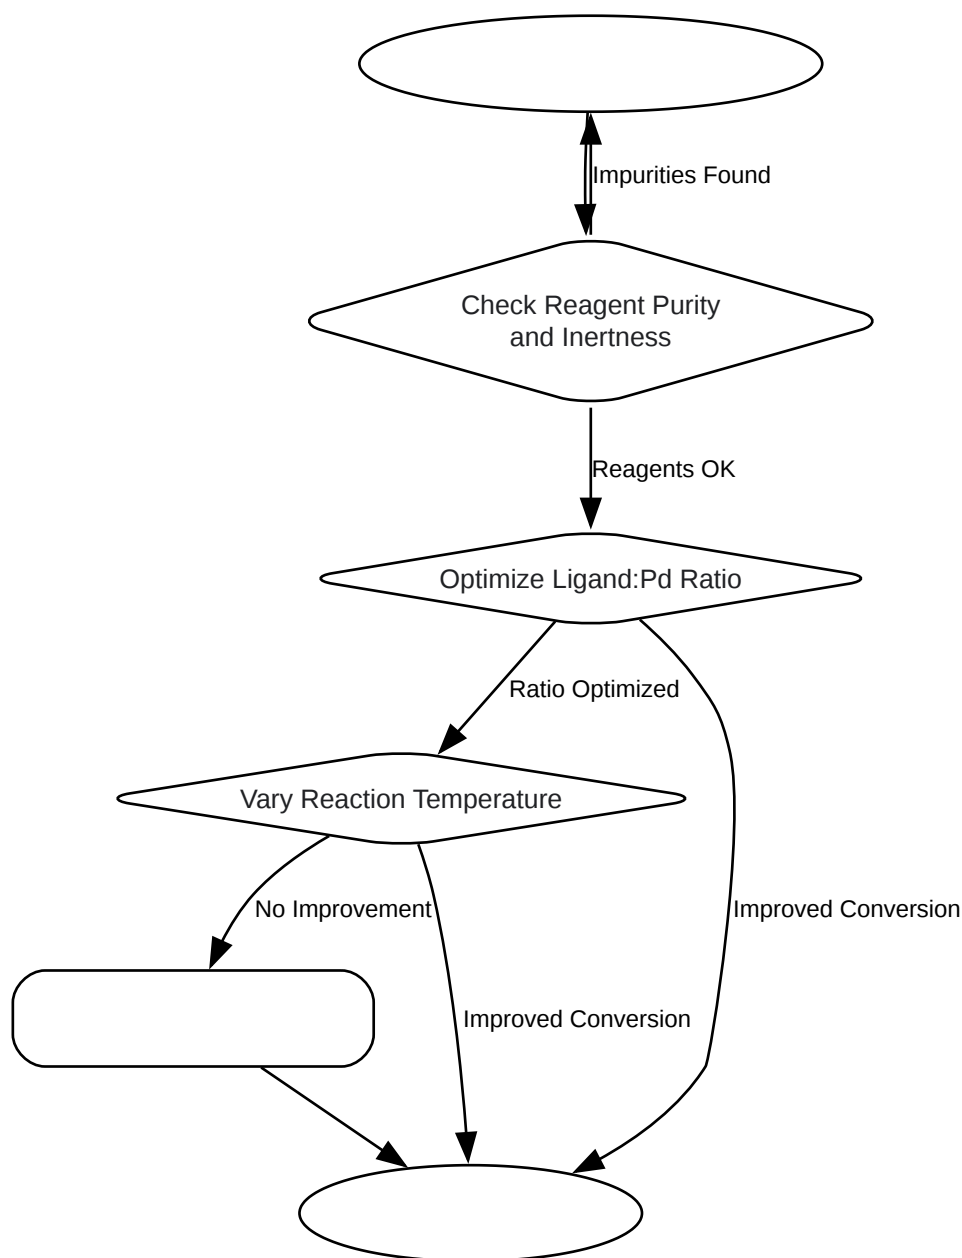 Impurities Found
Check Reagent Purity
and Inertness
Reagents OK
Optimize Ligand:Pd Ratio
Ratio Optimized
Vary Reaction Temperature
No Improvement
Improved Conversion
Improved Conversion